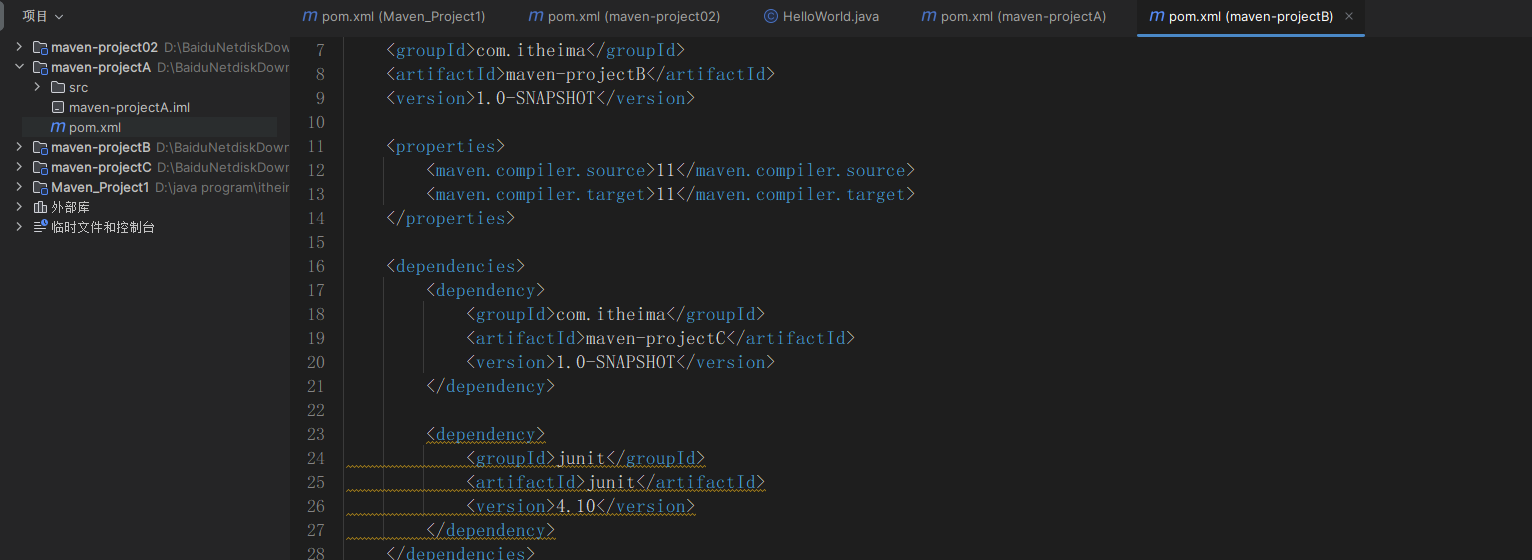 项目
pom.xml (Maven_Project1)
pom.xml (maven-project02)
HelloWorld.java
pom.xml (maven-projectA)
pom.xml (maven-projectB)
maven-project02 D:\BaiduNetdiskDow
maven-projectA D:\BaiduNetdiskDow
src
maven-projectA.iml
pom.xml
maven-projectB D:\BaiduNetdiskDow
maven-projectC D:\BaiduNetdiskDow
Maven_Project1 D:\java program\ithei
外部库
临时文件和控制台
7 <groupId>com.itheima</groupId>
8 <artifactId>maven-projectB</artifactId>
9 <version>1.0-SNAPSHOT</version>
10
11 <properties>
12 <maven.compiler.source>11</maven.compiler.source>
13 <maven.compiler.target>11</maven.compiler.target>
14 </properties>
15
16 <dependencies>
17 <dependency>
18 <groupId>com.itheima</groupId>
19 <artifactId>maven-projectC</artifactId>
20 <version>1.0-SNAPSHOT</version>
21 </dependency>
22
23 <dependency>
24 <groupId>junit</groupId>
25 <artifactId>junit</artifactId>
26 <version>4.10</version>
27 </dependency>
28 </dependencies>